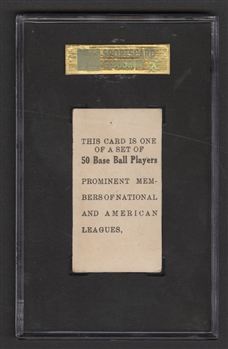 SPORTSCARD
THIS CARD IS ONE
OF A SET OF
50 Base Ball Players
PROMINENT MEM-
BERS OF NATIONAL
AND AMERICAN
LEAGUES,